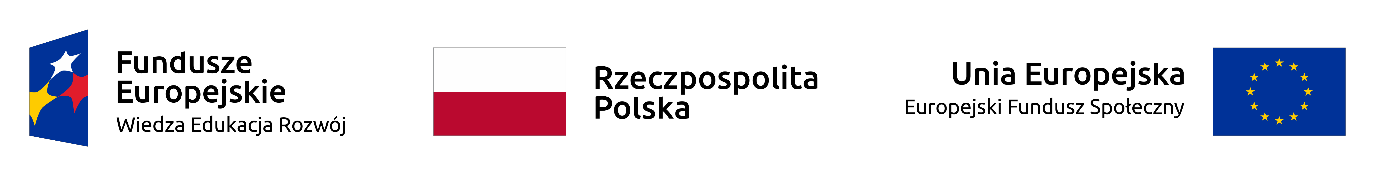 Fundusze
Europejskie
Wiedza Edukacja Rozwój
Rzeczpospolita
Polska
Unia Europejska
Europejski Fundusz Społeczny